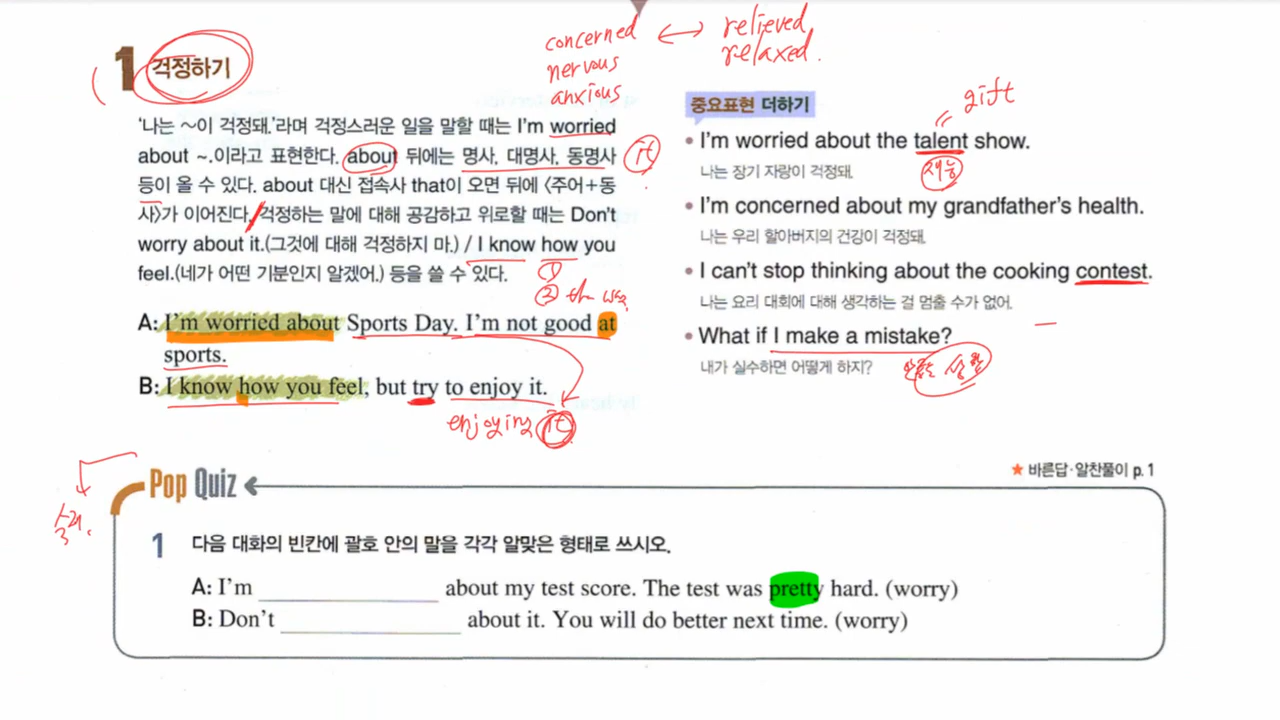 concerned ↔ relieved
nervous relaxed.
anxious
1 걱정하기
'나는 ~이 걱정돼.'라며 걱정스러운 일을 말할 때는 I'm worried
about ~.이라고 표현한다. about 뒤에는 명사, 대명사, 동명사
it
등이 올 수 있다. about 대신 접속사 that이 오면 뒤에 〈주어+동
사〉가 이어진다. 걱정하는 말에 대해 공감하고 위로할 때는 Don't
worry about it.(그것에 대해 걱정하지 마.) / I know how you
feel.(네가 어떤 기분인지 알겠어.) 등을 쓸 수 있다.
①
② the way
A: I'm worried about Sports Day. I'm not good at
sports.
B: I know how you feel, but try to enjoy it.
enjoying it
중요표현 더하기
gift
• I'm worried about the talent show.
나는 장기 자랑이 걱정돼.
재능
• I'm concerned about my grandfather's health.
나는 우리 할아버지의 건강이 걱정돼.
• I can't stop thinking about the cooking contest.
나는 요리 대회에 대해 생각하는 걸 멈출 수가 없어.
• What if I make a mistake?
내가 실수하면 어떻게 하지?
상황
Pop Quiz
★ 바른답·알찬풀이 p. 1
1 다음 대화의 빈칸에 괄호 안의 말을 각각 알맞은 형태로 쓰시오.
A: I'm ____________ about my test score. The test was pretty hard. (worry)
B: Don't ____________ about it. You will do better next time. (worry)